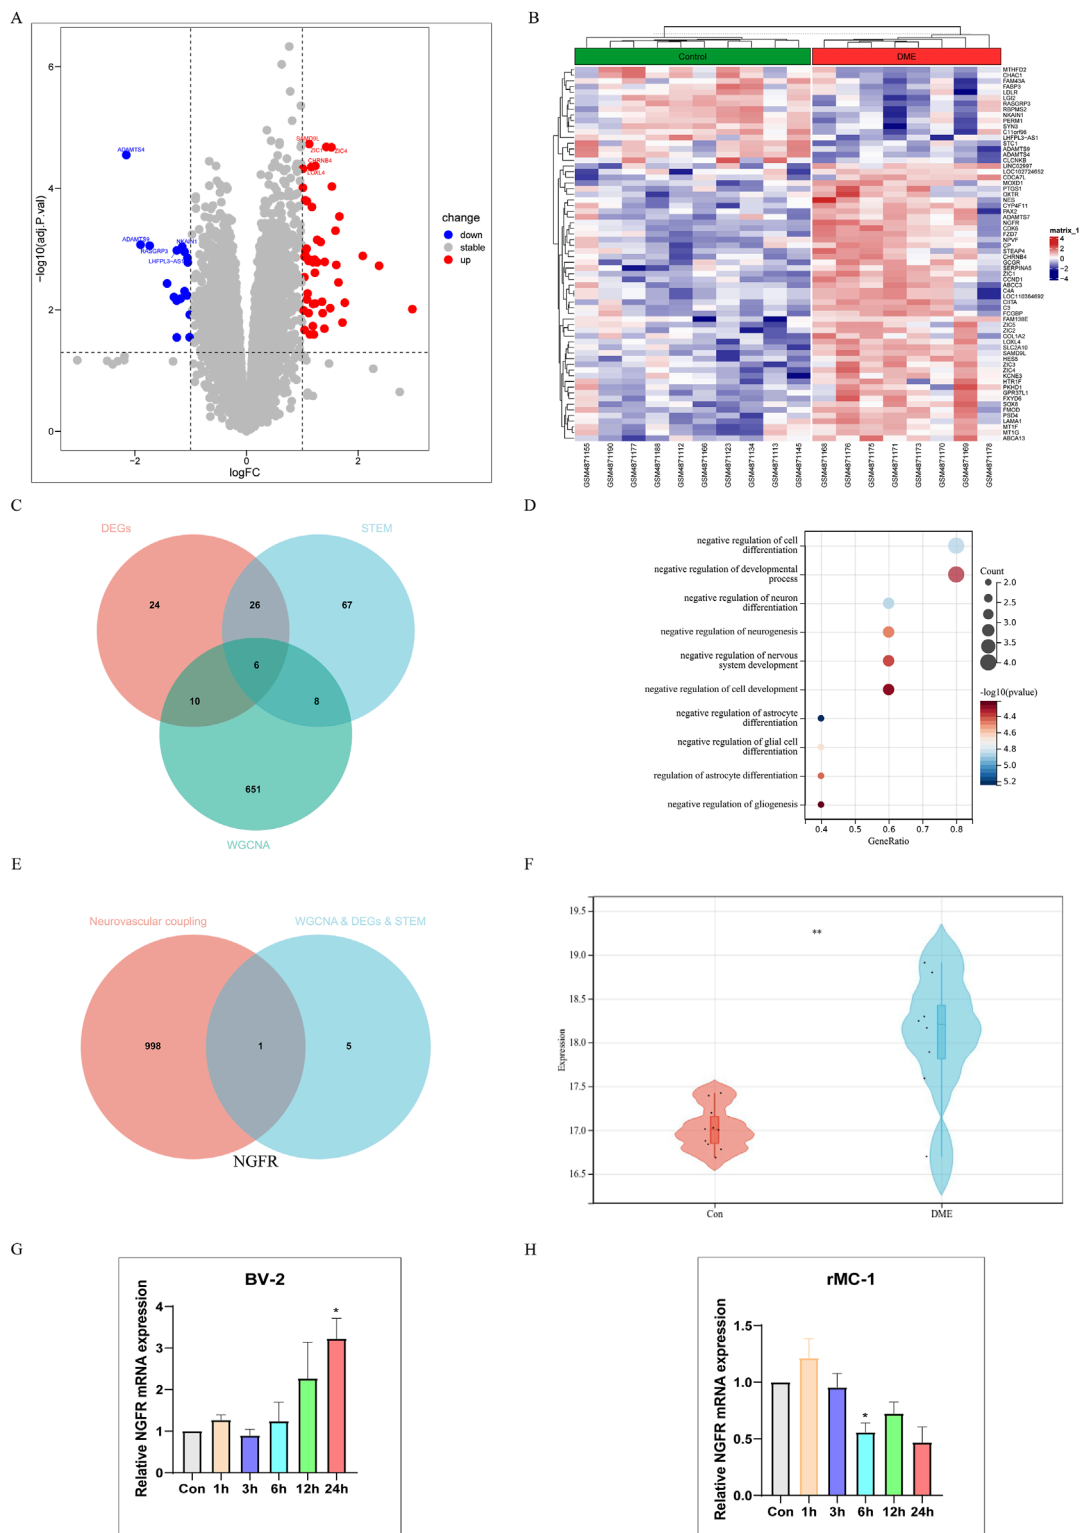 A
6
4
2
0
−2
0
2
logFC
−log10(adj.P.val)
ADAMTS4
ADAMTS9
RASGRP3
NKAIN1
LHFPL3−AS1
SAMD9L
ZIC1
ZIC4
CHRNB4
LOXL4
change
down
stable
up
B
Control
DME
MTHFD2
CHAC1
FAM43A
FABP3
LDLR
LGI2
RASGRP3
RBPMS2
NKAIN1
PERM1
SYN3
C11orf96
LHFPL3−AS1
STC1
ADAMTS9
ADAMTS4
CLCNKB
LINC02997
LOC102724652
CDCA7L
MOXD1
PTGS1
OXTR
NES
CYP4F11
PAX2
ADAMTS7
NGFR
CDK6
FZD7
NPVF
CP
STEAP4
CHRNB4
GCGR
SERPINA5
ZIC1
CCND1
ABCC3
C4A
LOC110364692
CIITA
C3
FCGBP
FAM138E
ZIC5
ZIC2
COL1A2
LOXL4
SLC2A10
SAMD9L
HES5
ZIC3
ZIC4
KCNE3
HTR1F
PKHD1
GPR37L1
FXYD6
SOX8
FMOD
PSD4
LAMA1
MT1F
MT1G
ABCA13
GSM4871155
GSM4871190
GSM4871177
GSM4871188
GSM4871112
GSM4871166
GSM4871123
GSM4871134
GSM4871113
GSM4871145
GSM4871168
GSM4871176
GSM4871175
GSM4871171
GSM4871173
GSM4871170
GSM4871169
GSM4871178
matrix_1
4
2
0
−2
−4
C
DEGs
STEM
24
26
67
6
10
8
651
WGCNA
D
negative regulation of cell
differentiation
negative regulation of developmental
process
negative regulation of neuron
differentiation
negative regulation of neurogenesis
negative regulation of nervous
system development
negative regulation of cell development
negative regulation of astrocyte
differentiation
negative regulation of glial cell
differentiation
regulation of astrocyte differentiation
negative regulation of gliogenesis
0.4
0.5
0.6
0.7
0.8
GeneRatio
Count
2.0
2.5
3.0
3.5
4.0
-log10(pvalue)
4.4
4.6
4.8
5.0
5.2
E
Neurovascular coupling
WGCNA & DEGs & STEM
998
1
5
NGFR
F
19.5
19.0
18.5
18.0
17.5
17.0
16.5
Expression
**
Con
DME
G
BV-2
Relative NGFR mRNA expression
4
3
2
1
0
*
Con
1h
3h
6h
12h
24h
H
rMC-1
Relative NGFR mRNA expression
1.5
1.0
0.5
0.0
*
Con
1h
3h
6h
12h
24h